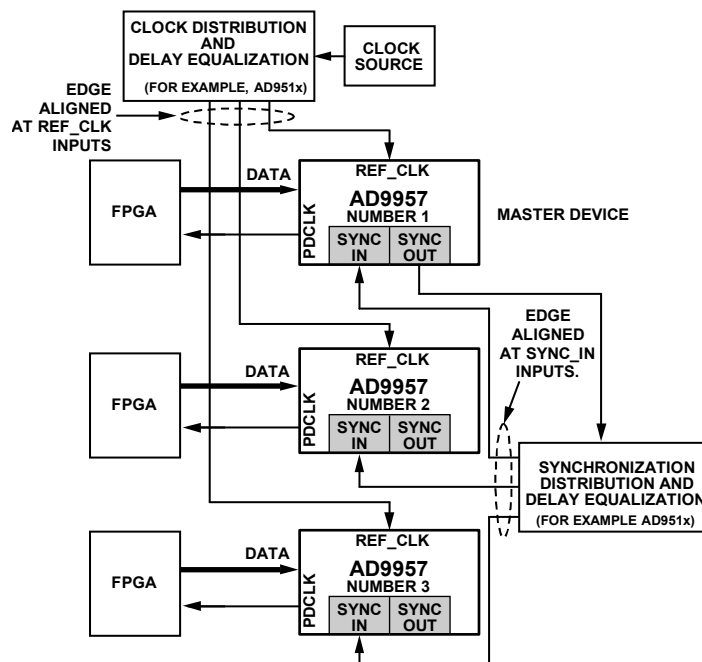 CLOCK DISTRIBUTION
AND
DELAY EQUALIZATION
(FOR EXAMPLE, AD951x)
CLOCK
SOURCE
EDGE
ALIGNED
AT REF_CLK
INPUTS
FPGA
DATA
PDCLK
REF_CLK
AD9957
NUMBER 1
SYNC
IN
SYNC
OUT
MASTER DEVICE
EDGE
ALIGNED
AT SYNC_IN
INPUTS.
FPGA
DATA
PDCLK
REF_CLK
AD9957
NUMBER 2
SYNC
IN
SYNC
OUT
SYNCHRONIZATION
DISTRIBUTION AND
DELAY EQUALIZATION
(FOR EXAMPLE AD951x)
FPGA
DATA
PDCLK
REF_CLK
AD9957
NUMBER 3
SYNC
IN
SYNC
OUT